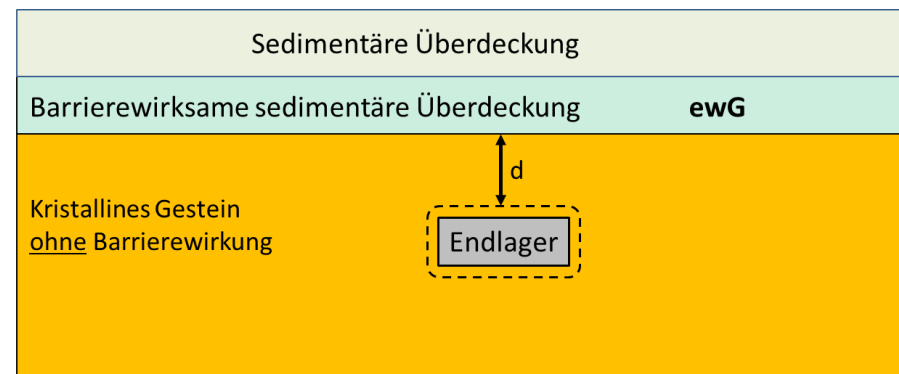 Sedimentäre Überdeckung
Barrierewirksame sedimentäre Überdeckung ewG
d
Kristallines Gestein
ohne Barrierewirkung
Endlager